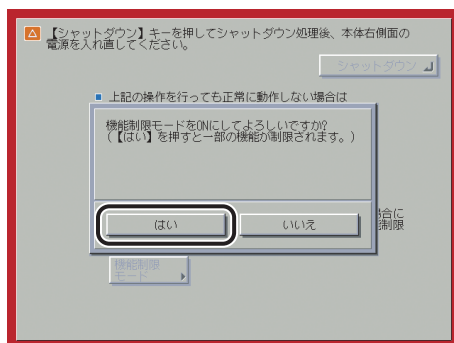 【シャットダウン】キーを押してシャットダウン処理後、本体右側面の
電源を入れ直してください。
シャットダウン
上記の操作を行っても正常に動作しない場合は
機能制限モードをONにしてよろしいですか?
(【はい】を押すと一部の機能が制限されます。)
はい
いいえ
場合に
制限
機能制限
モード